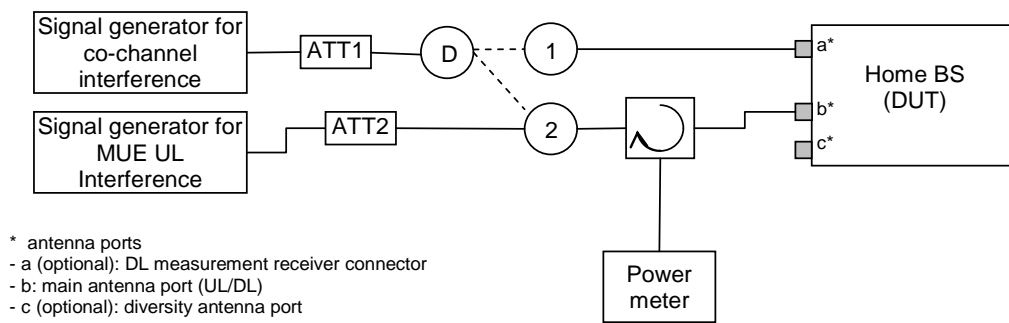 Signal generator for
co-channel
interference
ATT1
D
1
a*
Home BS
(DUT)
Signal generator for
MUE UL
Interference
ATT2
2
b*
c*
Power
meter
* antenna ports
- a (optional): DL measurement receiver connector
- b: main antenna port (UL/DL)
- c (optional): diversity antenna port